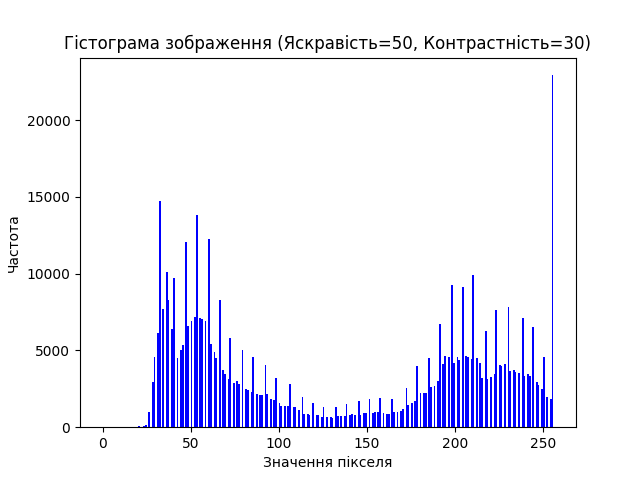 Гістограма зображення (Яскравість=50, Контрастність=30)
20000
15000
10000
5000
0
Частота
0 50 100 150 200 250
Значення пікселя